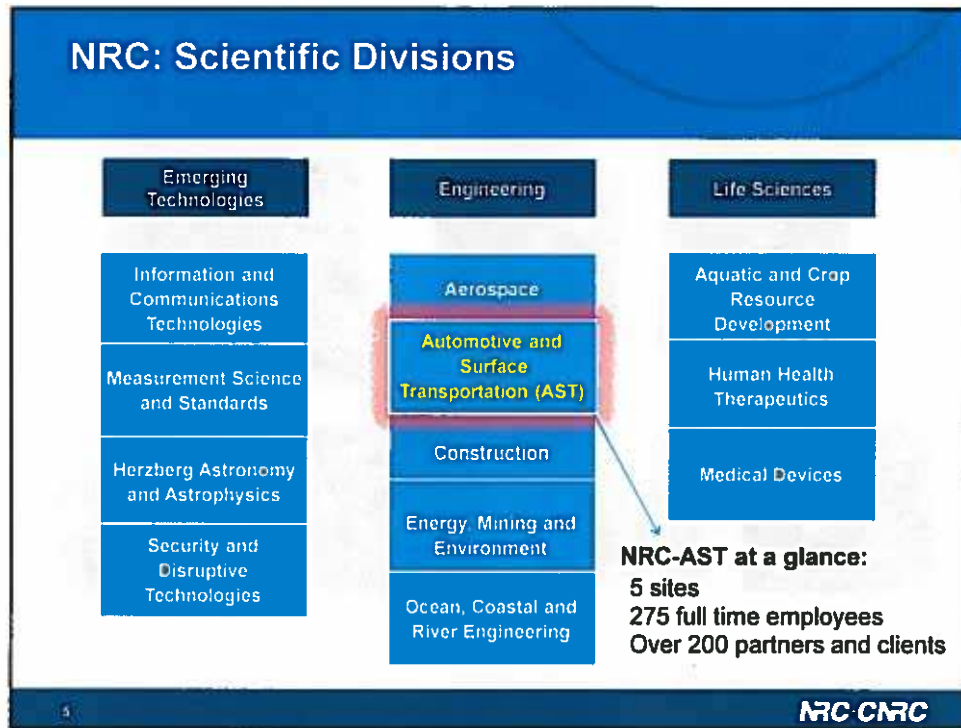 NRC: Scientific Divisions
Emerging
Technologies
Information and
Communications
Technologies
Measurement Science
and Standards
Herzberg Astronomy
and Astrophysics
Security and
Disruptive
Technologies
Engineering
Aerospace
Automotive and
Surface
Transportation (AST)
Construction
Energy, Mining and
Environment
Ocean, Coastal and
River Engineering
Life Sciences
Aquatic and Crop
Resource
Development
Human Health
Therapeutics
Medical Devices
NRC-AST at a glance:
5 sites
275 full time employees
Over 200 partners and clients
5
NRC·CNRC